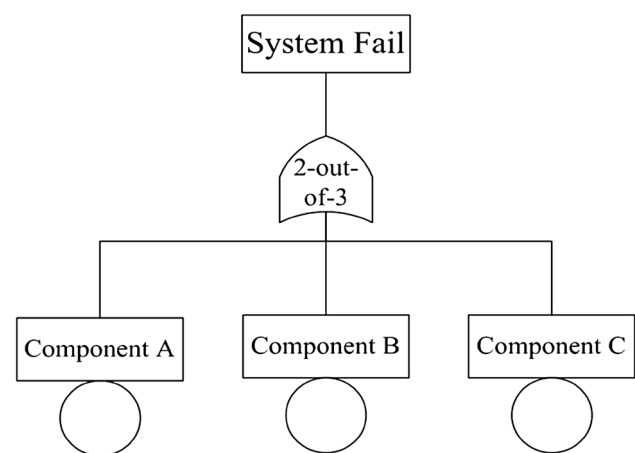 System Fail
2-out-
of-3
Component A
Component B
Component C